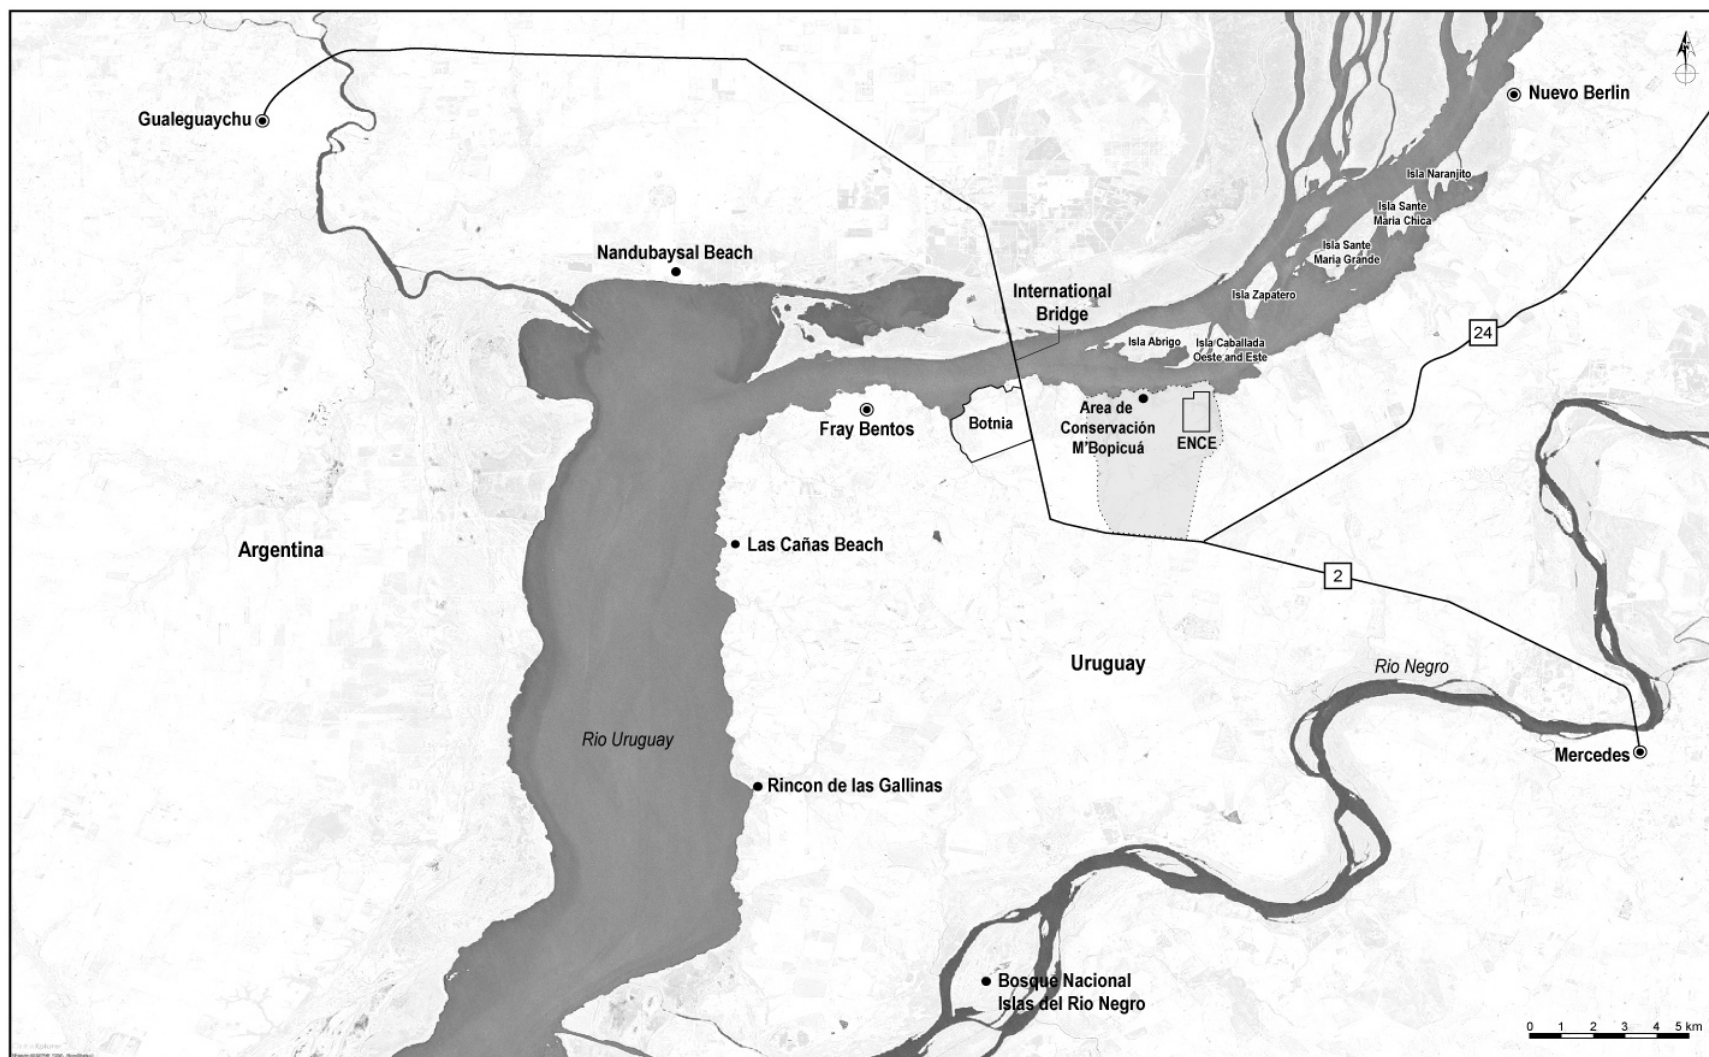 Nuevo Berlin
Gualeguaychu
Isla Naranjito
Isla Sante
Maria Chica
Isla Sante
Maria Grande
Nandubaysal Beach
International
Bridge
Isla Zapatero
24
Isla Abrigo
Isla Caballada
Oeste and Este
Area de
Conservación
M'Bopicuá
Botnia
Fray Bentos
ENCE
Argentina
Las Cañas Beach
2
Uruguay
Rio Negro
Rio Uruguay
Mercedes
Rincon de las Gallinas
Bosque Nacional
Islas del Rio Negro
0 1 2 3 4 5 km